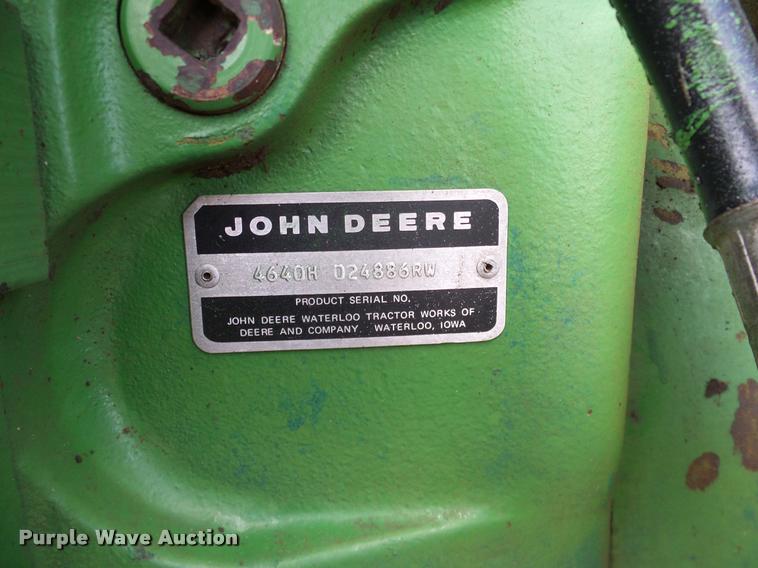 JOHN DEERE
4640H 024886RW
PRODUCT SERIAL NO.
JOHN DEERE WATERLOO TRACTOR WORKS OF
DEERE AND COMPANY WATERLOO, IOWA
Purple Wave Auction